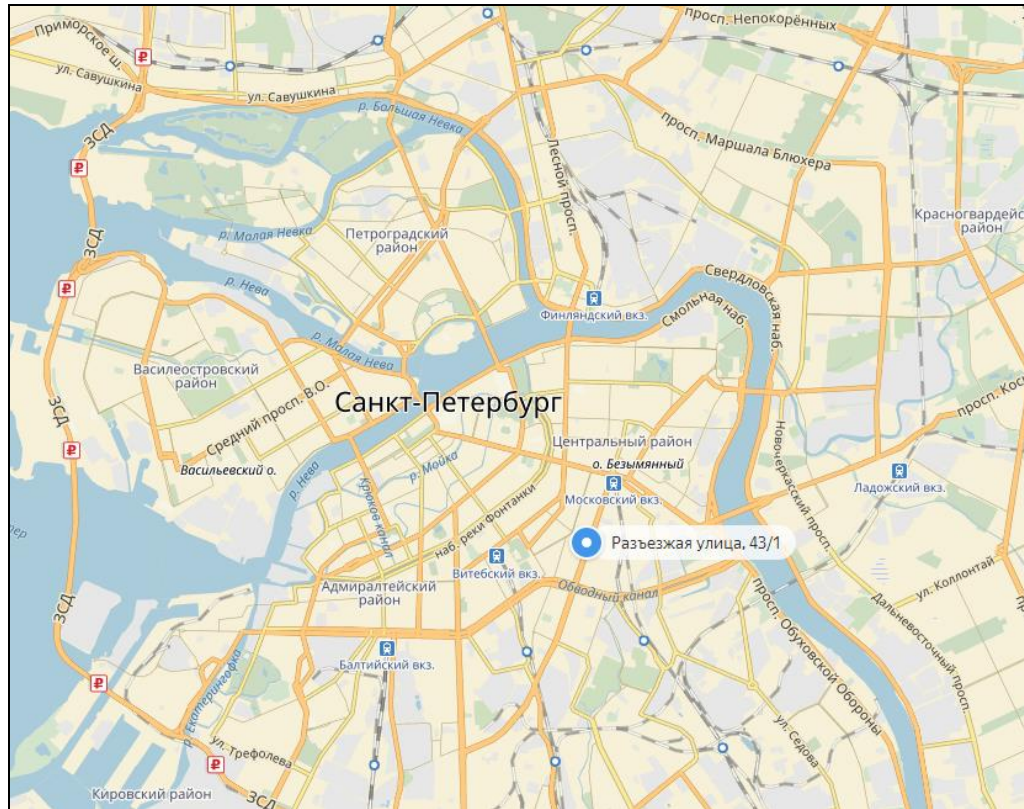 просп. Непокорённых
Приморское ш.
ул. Савушкина
ул. Савушкина
р. Большая Невка
ЗСД
Лесной просп.
просп. Маршала Блюхера
Красногвардейс
район
р. Малая Невка
Петроградский
район
ЗСД
р. Нева
Свердловская наб.
Финляндский вкз.
Смольная наб.
р. Малая Нева
Василеостровский
район
Санкт-Петербург
просп. Кос
ЗСД
Средний просп. В.О.
Центральный район
Васильевский о.
р. Нева
р. Мойка
о. Безымянный
Новочеркасский просп.
Ладожский вкз.
Крюков канал
наб. реки Фонтанки
Московский вкз.
Разъезжая улица, 43/1
Витебский вкз.
Адмиралтейский
район
Обводный канал
ул. Коллонтай
ЗСД
Дальневосточный просп.
просп. Обуховской Обороны
Балтийский вкз.
р. Екатерингофка
ул. Трефолева
ул. Седова
Кировский район
ЗСД